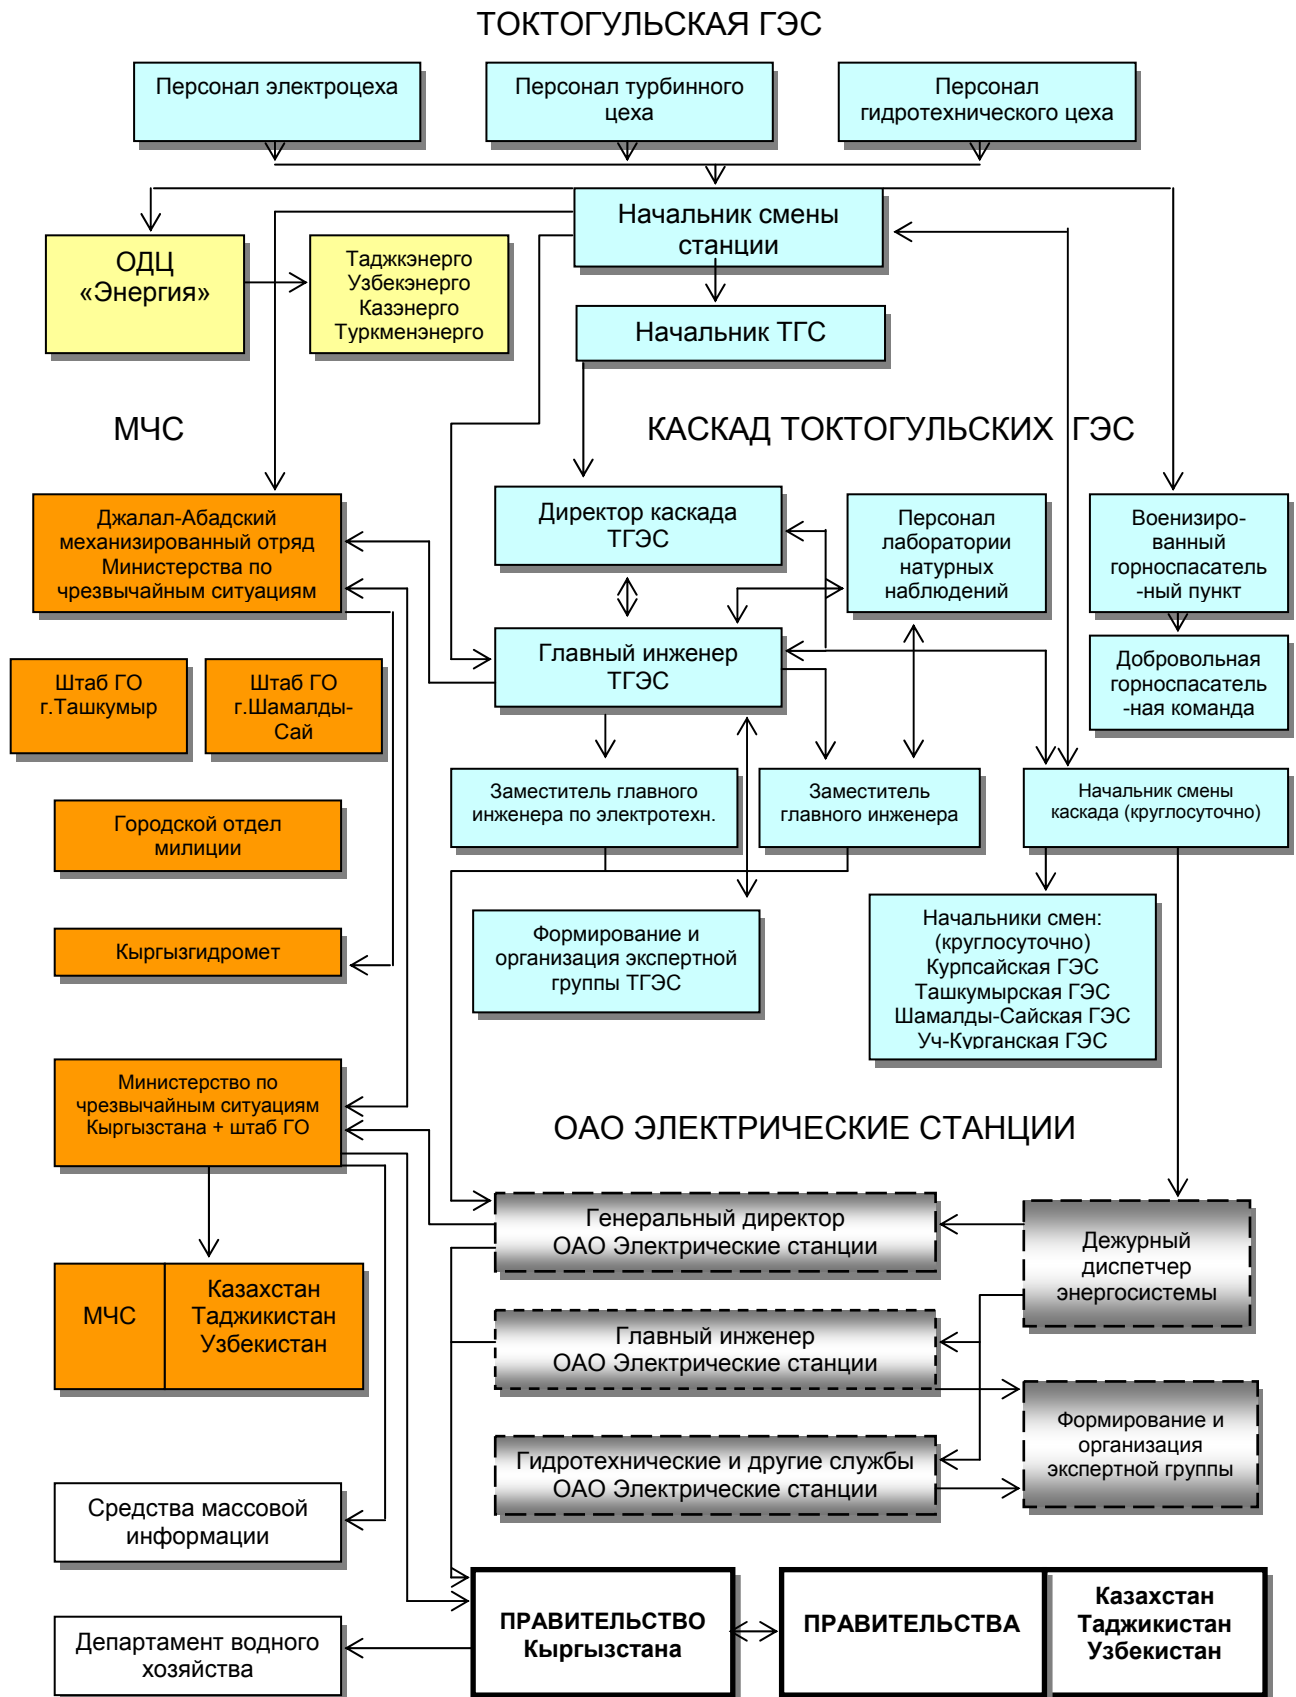 ТОКТОГУЛЬСКАЯ ГЭС
Персонал электроцеха
Персонал турбинного
цеха
Персонал
гидротехнического цеха
Начальник смены
станции
ОДЦ
«Энергия»
Таджкэнерго
Узбекэнерго
Казэнерго
Туркменэнерго
Начальник ТГС
МЧС
КАСКАД ТОКТОГУЛЬСКИХ ГЭС
Джалал-Абадский
механизированный отряд
Министерства по
чрезвычайным ситуациям
Директор каскада
ТГЭС
Персонал
лаборатории
натурных
наблюдений
Военизиро-
ванный
горноспасатель
-ный пункт
Главный инженер
ТГЭС
Добровольная
горноспасатель
-ная команда
Штаб ГО
г.Ташкумыр
Штаб ГО
г.Шамалды-
Сай
Заместитель главного
инженера по электротехн.
Заместитель
главного инженера
Начальник смены
каскада (круглосуточно)
Городской отдел
милиции
Кыргызгидромет
Формирование и
организация экспертной
группы ТГЭС
Начальники смен:
(круглосуточно)
Курпсайская ГЭС
Ташкумырская ГЭС
Шамалды-Сайская ГЭС
Уч-Курганская ГЭС
Министерство по
чрезвычайным ситуациям
Кыргызстана + штаб ГО
ОАО ЭЛЕКТРИЧЕСКИЕ СТАНЦИИ
Генеральный директор
ОАО Электрические станции
Дежурный
диспетчер
энергосистемы
МЧС
Казахстан
Таджикистан
Узбекистан
Главный инженер
ОАО Электрические станции
Формирование и
организация
экспертной группы
Гидротехнические и другие службы
ОАО Электрические станции
Средства массовой
информации
ПРАВИТЕЛЬСТВО
Кыргызстана
ПРАВИТЕЛЬСТВА
Казахстан
Таджикистан
Узбекистан
Департамент водного
хозяйства